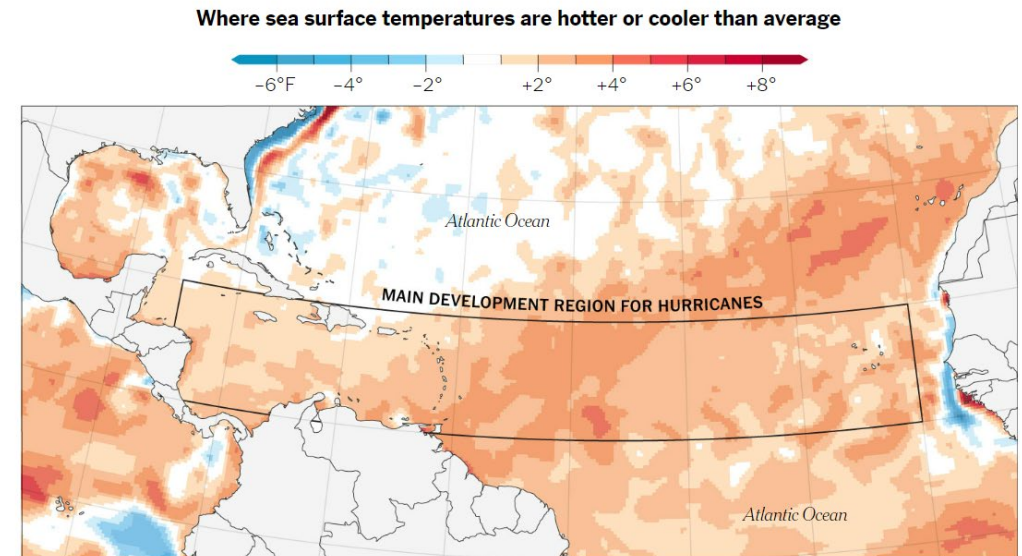 Where sea surface temperatures are hotter or cooler than average
−6°F −4° −2° +2° +4° +6° +8°
Atlantic Ocean
MAIN DEVELOPMENT REGION FOR HURRICANES
Atlantic Ocean